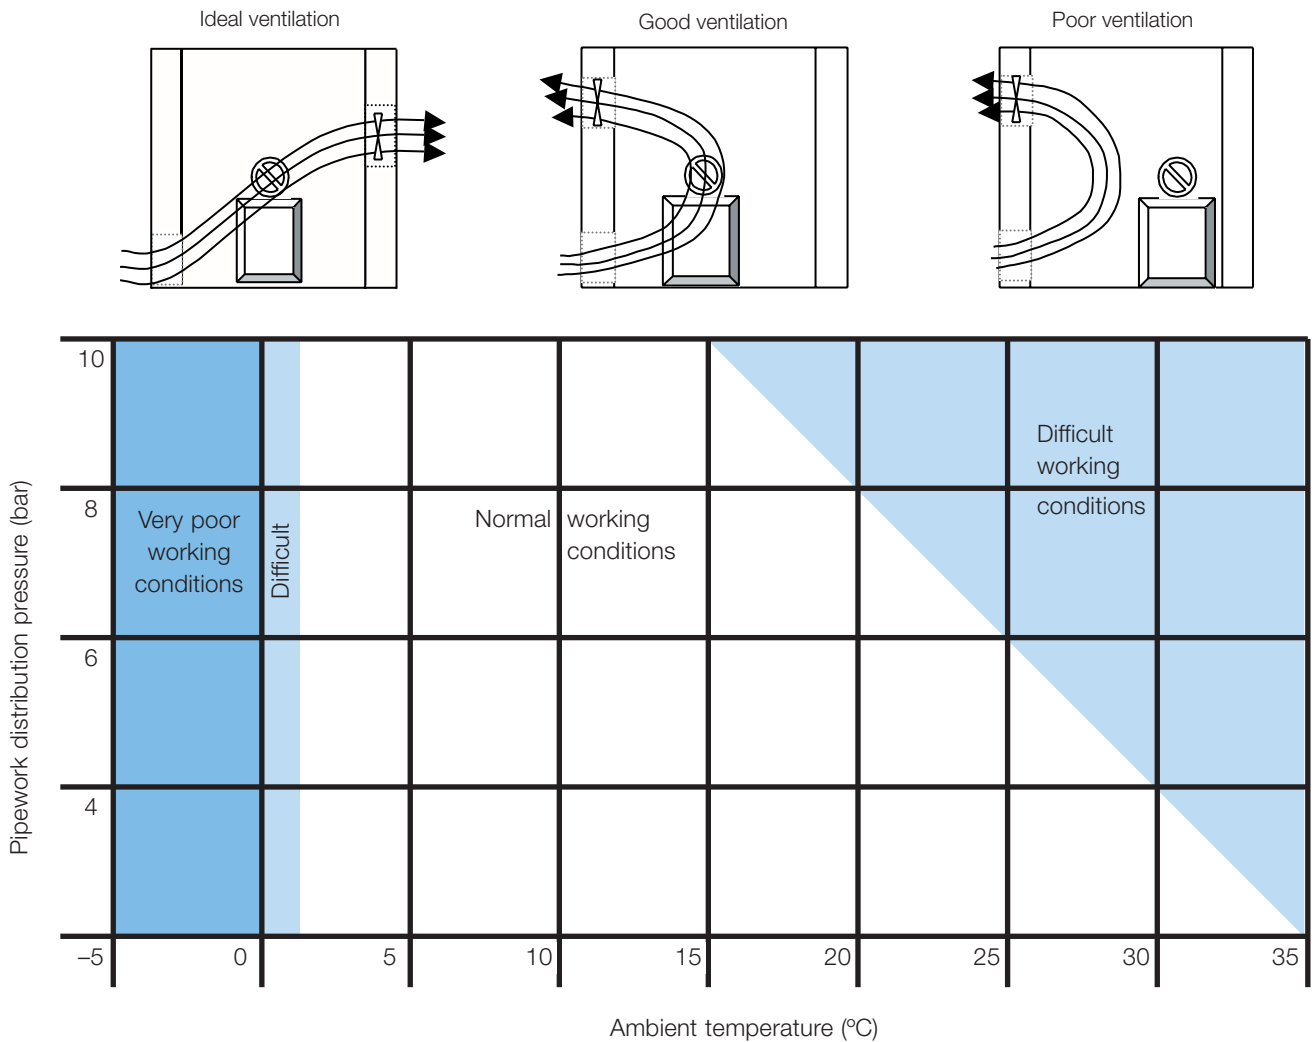 Ideal ventilation
Good ventilation
Poor ventilation
10
8
6
4
Pipework distribution pressure (bar)
Very poor
working
conditions
Difficult
Normal working
conditions
Difficult
working
conditions
–5 0 5 10 15 20 25 30 35
Ambient temperature (ºC)